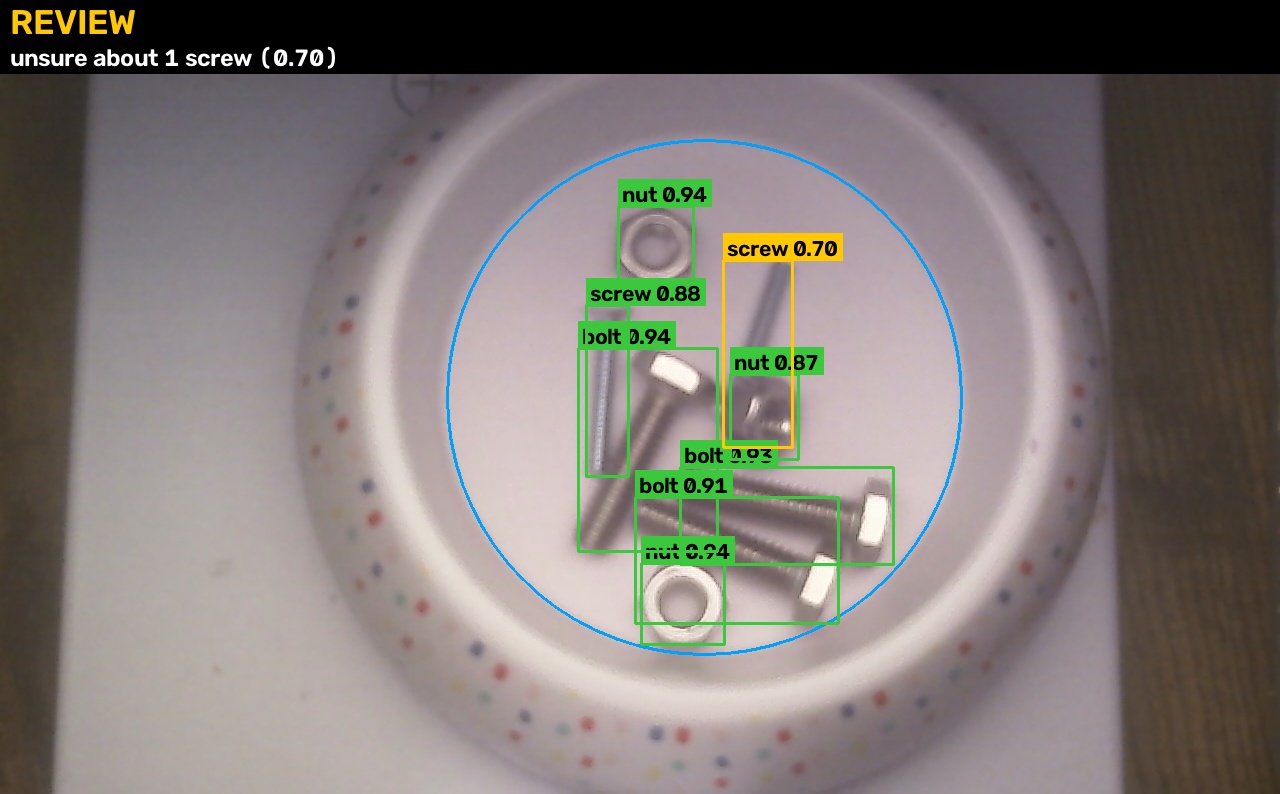 REVIEW
unsure about 1 screw (0.70)
nut 0.94
screw 0.70
screw 0.88
bolt 0.94
nut 0.87
bolt 0.93
bolt 0.91
nut 0.94